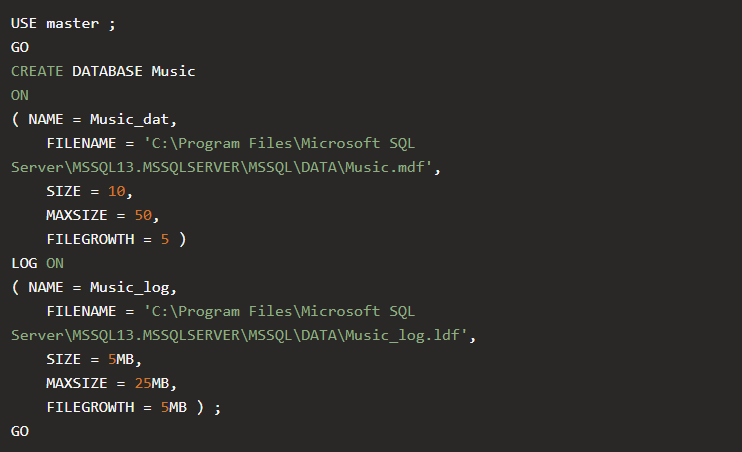 USE master ;
GO
CREATE DATABASE Music
ON
( NAME = Music_dat,
    FILENAME = 'C:\Program Files\Microsoft SQL
Server\MSSQL13.MSSQLSERVER\MSSQL\DATA\Music.mdf',
    SIZE = 10,
    MAXSIZE = 50,
    FILEGROWTH = 5 )
LOG ON
( NAME = Music_log,
    FILENAME = 'C:\Program Files\Microsoft SQL
Server\MSSQL13.MSSQLSERVER\MSSQL\DATA\Music_log.ldf',
    SIZE = 5MB,
    MAXSIZE = 25MB,
    FILEGROWTH = 5MB ) ;
GO